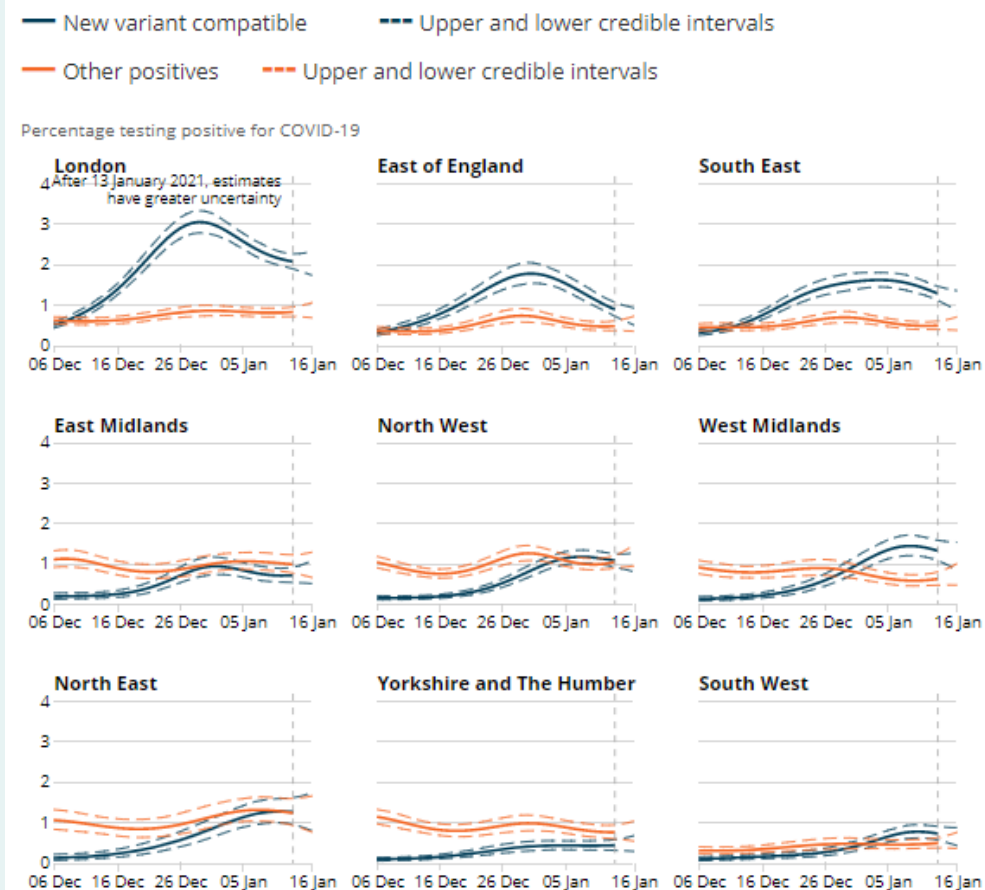 New variant compatible Upper and lower credible intervals
Other positives Upper and lower credible intervals
Percentage testing positive for COVID-19
London East of England South East
4 After 13 January 2021, estimates
have greater uncertainty
3
2
1
0
06 Dec 16 Dec 26 Dec 05 Jan 16 Jan 06 Dec 16 Dec 26 Dec 05 Jan 16 Jan 06 Dec 16 Dec 26 Dec 05 Jan 16 Jan
East Midlands North West West Midlands
4
3
2
1
0
06 Dec 16 Dec 26 Dec 05 Jan 16 Jan 06 Dec 16 Dec 26 Dec 05 Jan 16 Jan 06 Dec 16 Dec 26 Dec 05 Jan 16 Jan
North East Yorkshire and The Humber South West
4
3
2
1
0
06 Dec 16 Dec 26 Dec 05 Jan 16 Jan 06 Dec 16 Dec 26 Dec 05 Jan 16 Jan 06 Dec 16 Dec 26 Dec 05 Jan 16 Jan